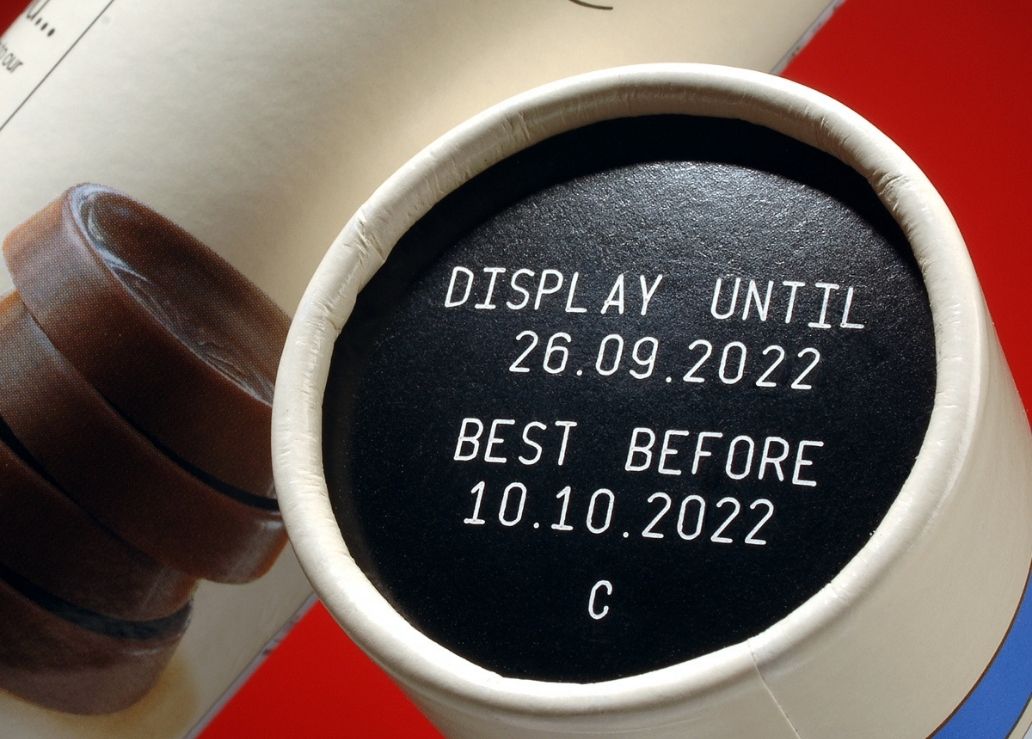 DISPLAY UNTIL
26.09.2022
BEST BEFORE
10.10.2022
C